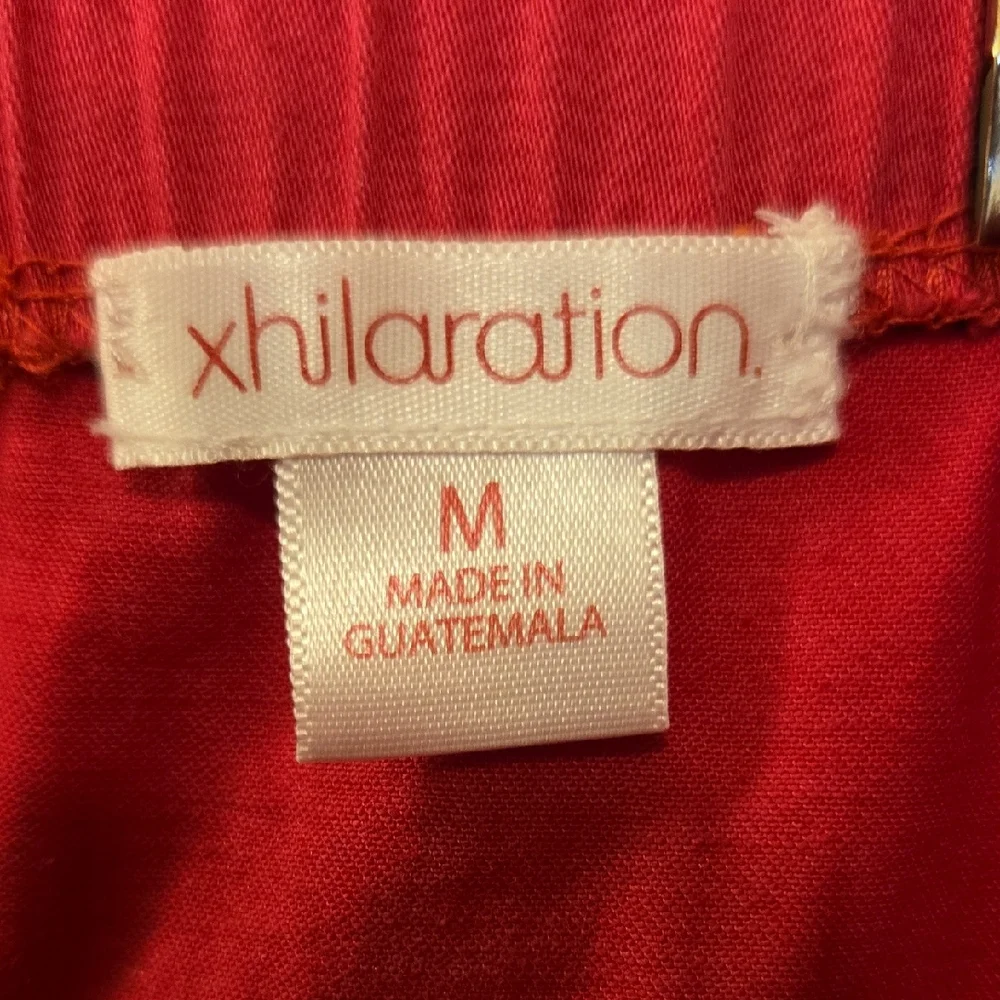 xhilaration.
M
MADE IN
GUATEMALA